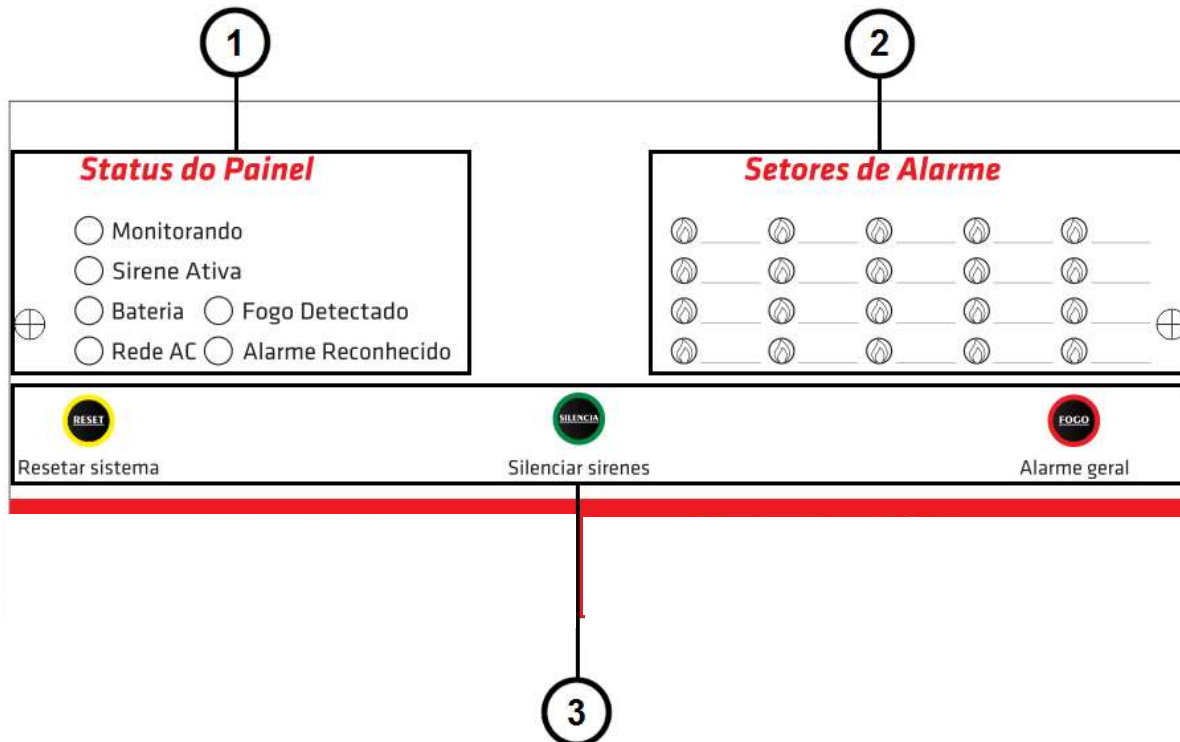 1
2
Status do Painel
Monitorando
Sirene Ativa
Bateria
Fogo Detectado
Rede AC
Alarme Reconhecido
Setores de Alarme
RESET
SILENCIA
FOGO
Resetar sistema
Silenciar sirenes
Alarme geral
3